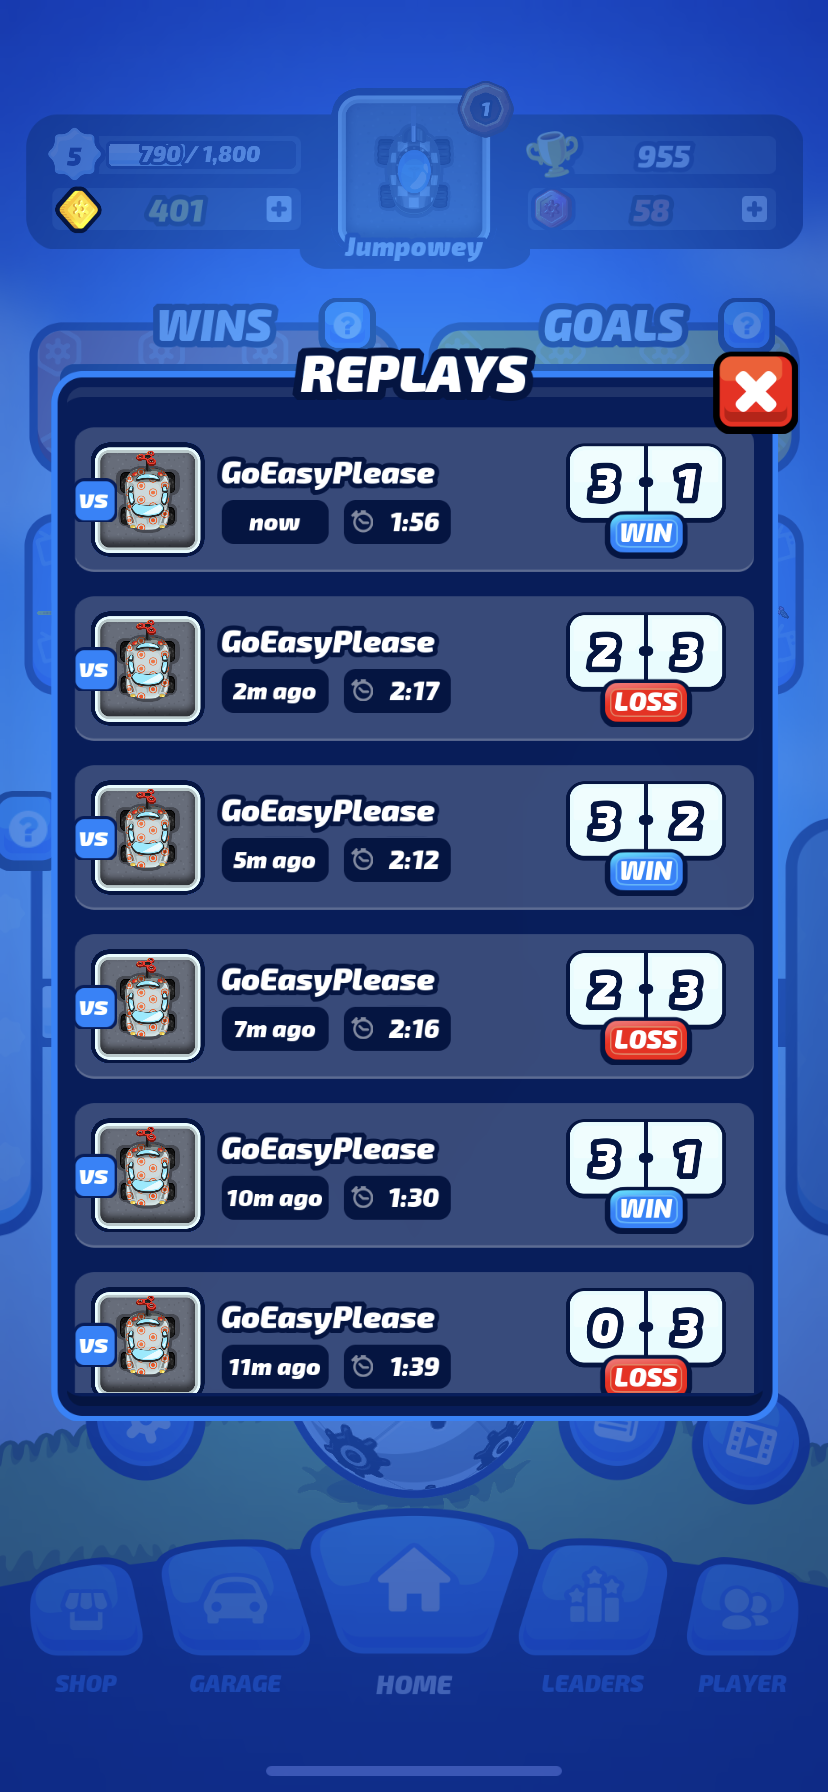 1
5
790/1,800
955
401
58
Jumpowey
WINS
?
GOALS
?
REPLAYS
VS
GoEasyPlease
now
1:56
3 1
WIN
VS
GoEasyPlease
2m ago
2:17
2 3
LOSS
VS
GoEasyPlease
5m ago
2:12
3 2
WIN
?
VS
GoEasyPlease
7m ago
2:16
2 3
LOSS
VS
GoEasyPlease
10m ago
1:30
3 1
WIN
VS
GoEasyPlease
11m ago
1:39
0 3
LOSS
SHOP
GARAGE
HOME
LEADERS
PLAYER